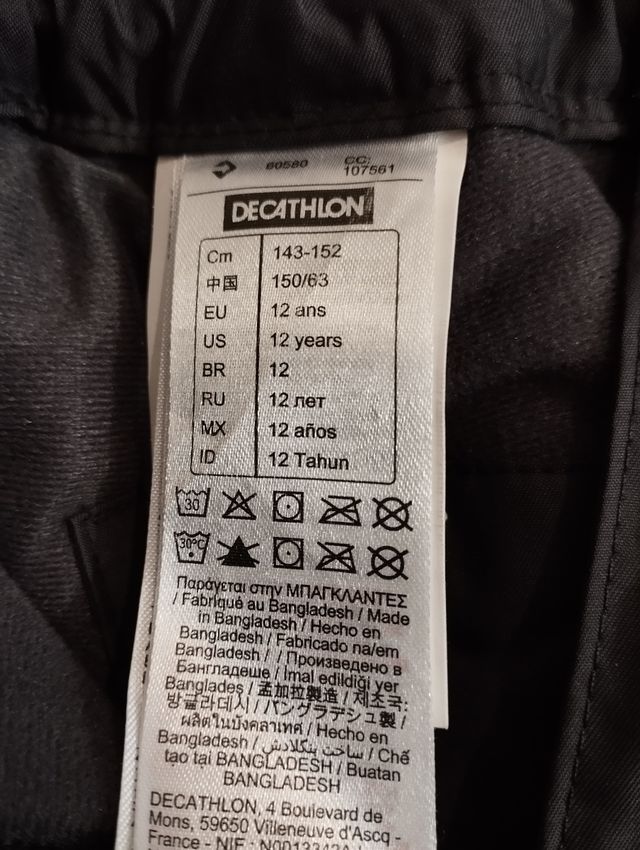 60580 CC:
107561
DECATHLON
Cm 143-152
中国 150/63
EU 12 ans
US 12 years
BR 12
RU 12 лет
MX 12 años
ID 12 Tahun
30
30°C
Παράγεται στην ΜΠΑΓΚΛΑΝΤΕΣ
/ Fabriqué au Bangladesh / Made
in Bangladesh / Hecho en
Bangladesh / Fabricado na/em
Bangladesh / / Произведено в
Бангладеше / İmal edildiği yer
Banglades / 孟加拉製造 / 제조국:
방글라데시 / バングラデシュ製 /
ผลิตในบังคลาเทศ / Hecho en
Bangladesh / ساخت بنگلادش / Chế
tạo tại BANGLADESH / Buatan
BANGLADESH
DECATHLON, 4 Boulevard de
Mons, 59650 Villeneuve d'Ascq -
France - NIF :